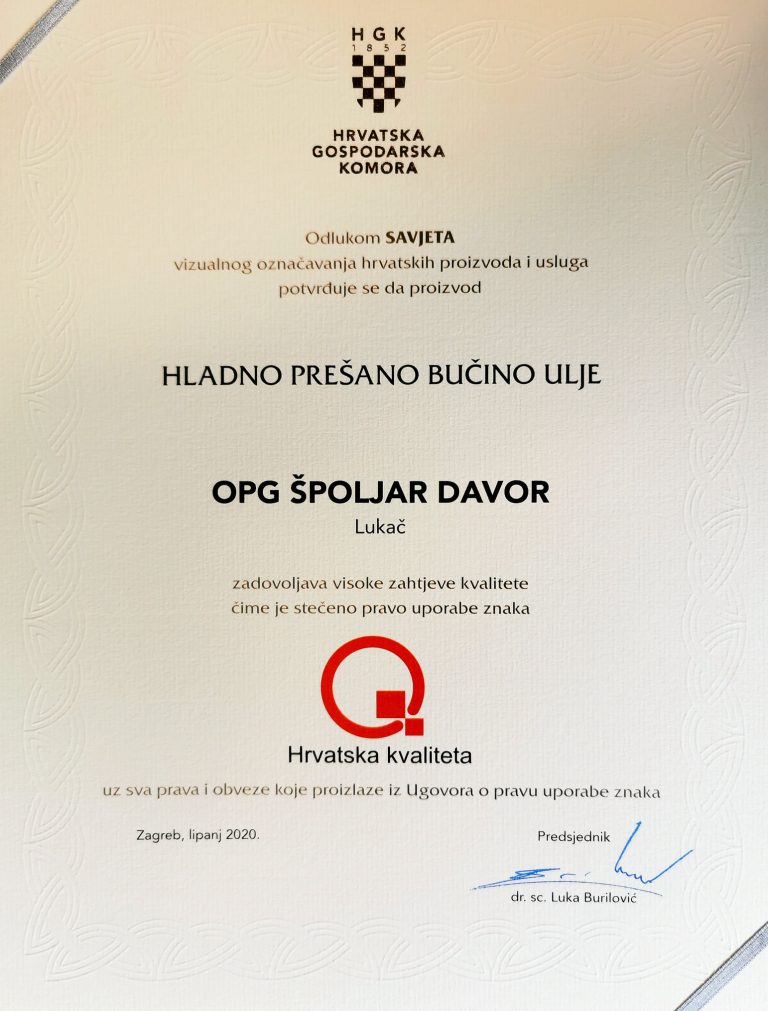 HGK
1852
HRVATSKA
GOSPODARSKA
KOMORA
Odlukom SAVJETA
vizualnog označavanja hrvatskih proizvoda i usluga
potvrđuje se da proizvod
HLADNO PREŠANO BUČINO ULJE
OPG ŠPOLJAR DAVOR
Lukač
zadovoljava visoke zahtjeve kvalitete
čime je stečeno pravo uporabe znaka
Hrvatska kvaliteta
uz sva prava i obveze koje proizlaze iz Ugovora o pravu uporabe znaka
Zagreb, lipanj 2020.
Predsjednik
dr. sc. Luka Burilović